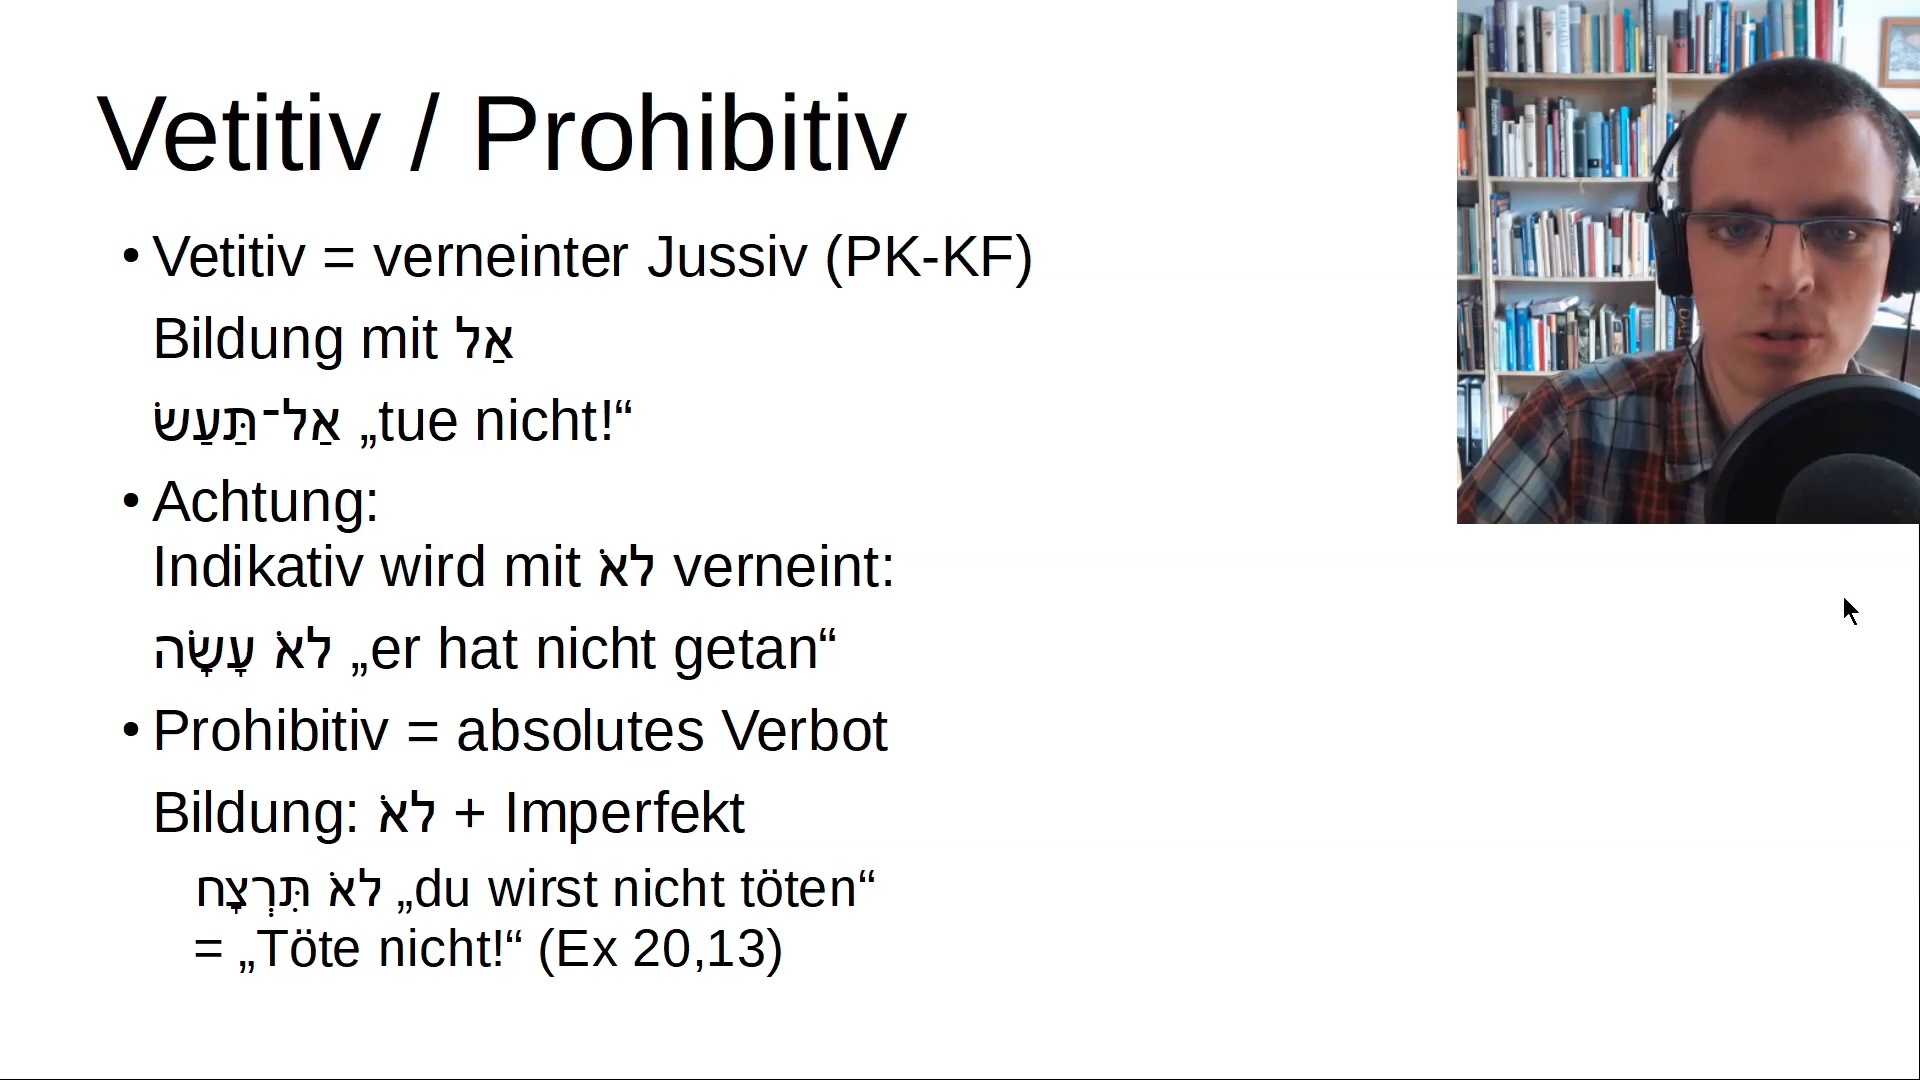 Vetitiv / Prohibitiv
• Vetitiv = verneinter Jussiv (PK-KF)
Bildung mit אַל
אַל־תַּעַשׂ „tue nicht!“
• Achtung:
Indikativ wird mit לֹא verneint:
לֹא עָשָׂה „er hat nicht getan“
• Prohibitiv = absolutes Verbot
Bildung: לֹא + Imperfekt
לֹא תִּרְצָח „du wirst nicht töten“
= „Töte nicht!“ (Ex 20,13)